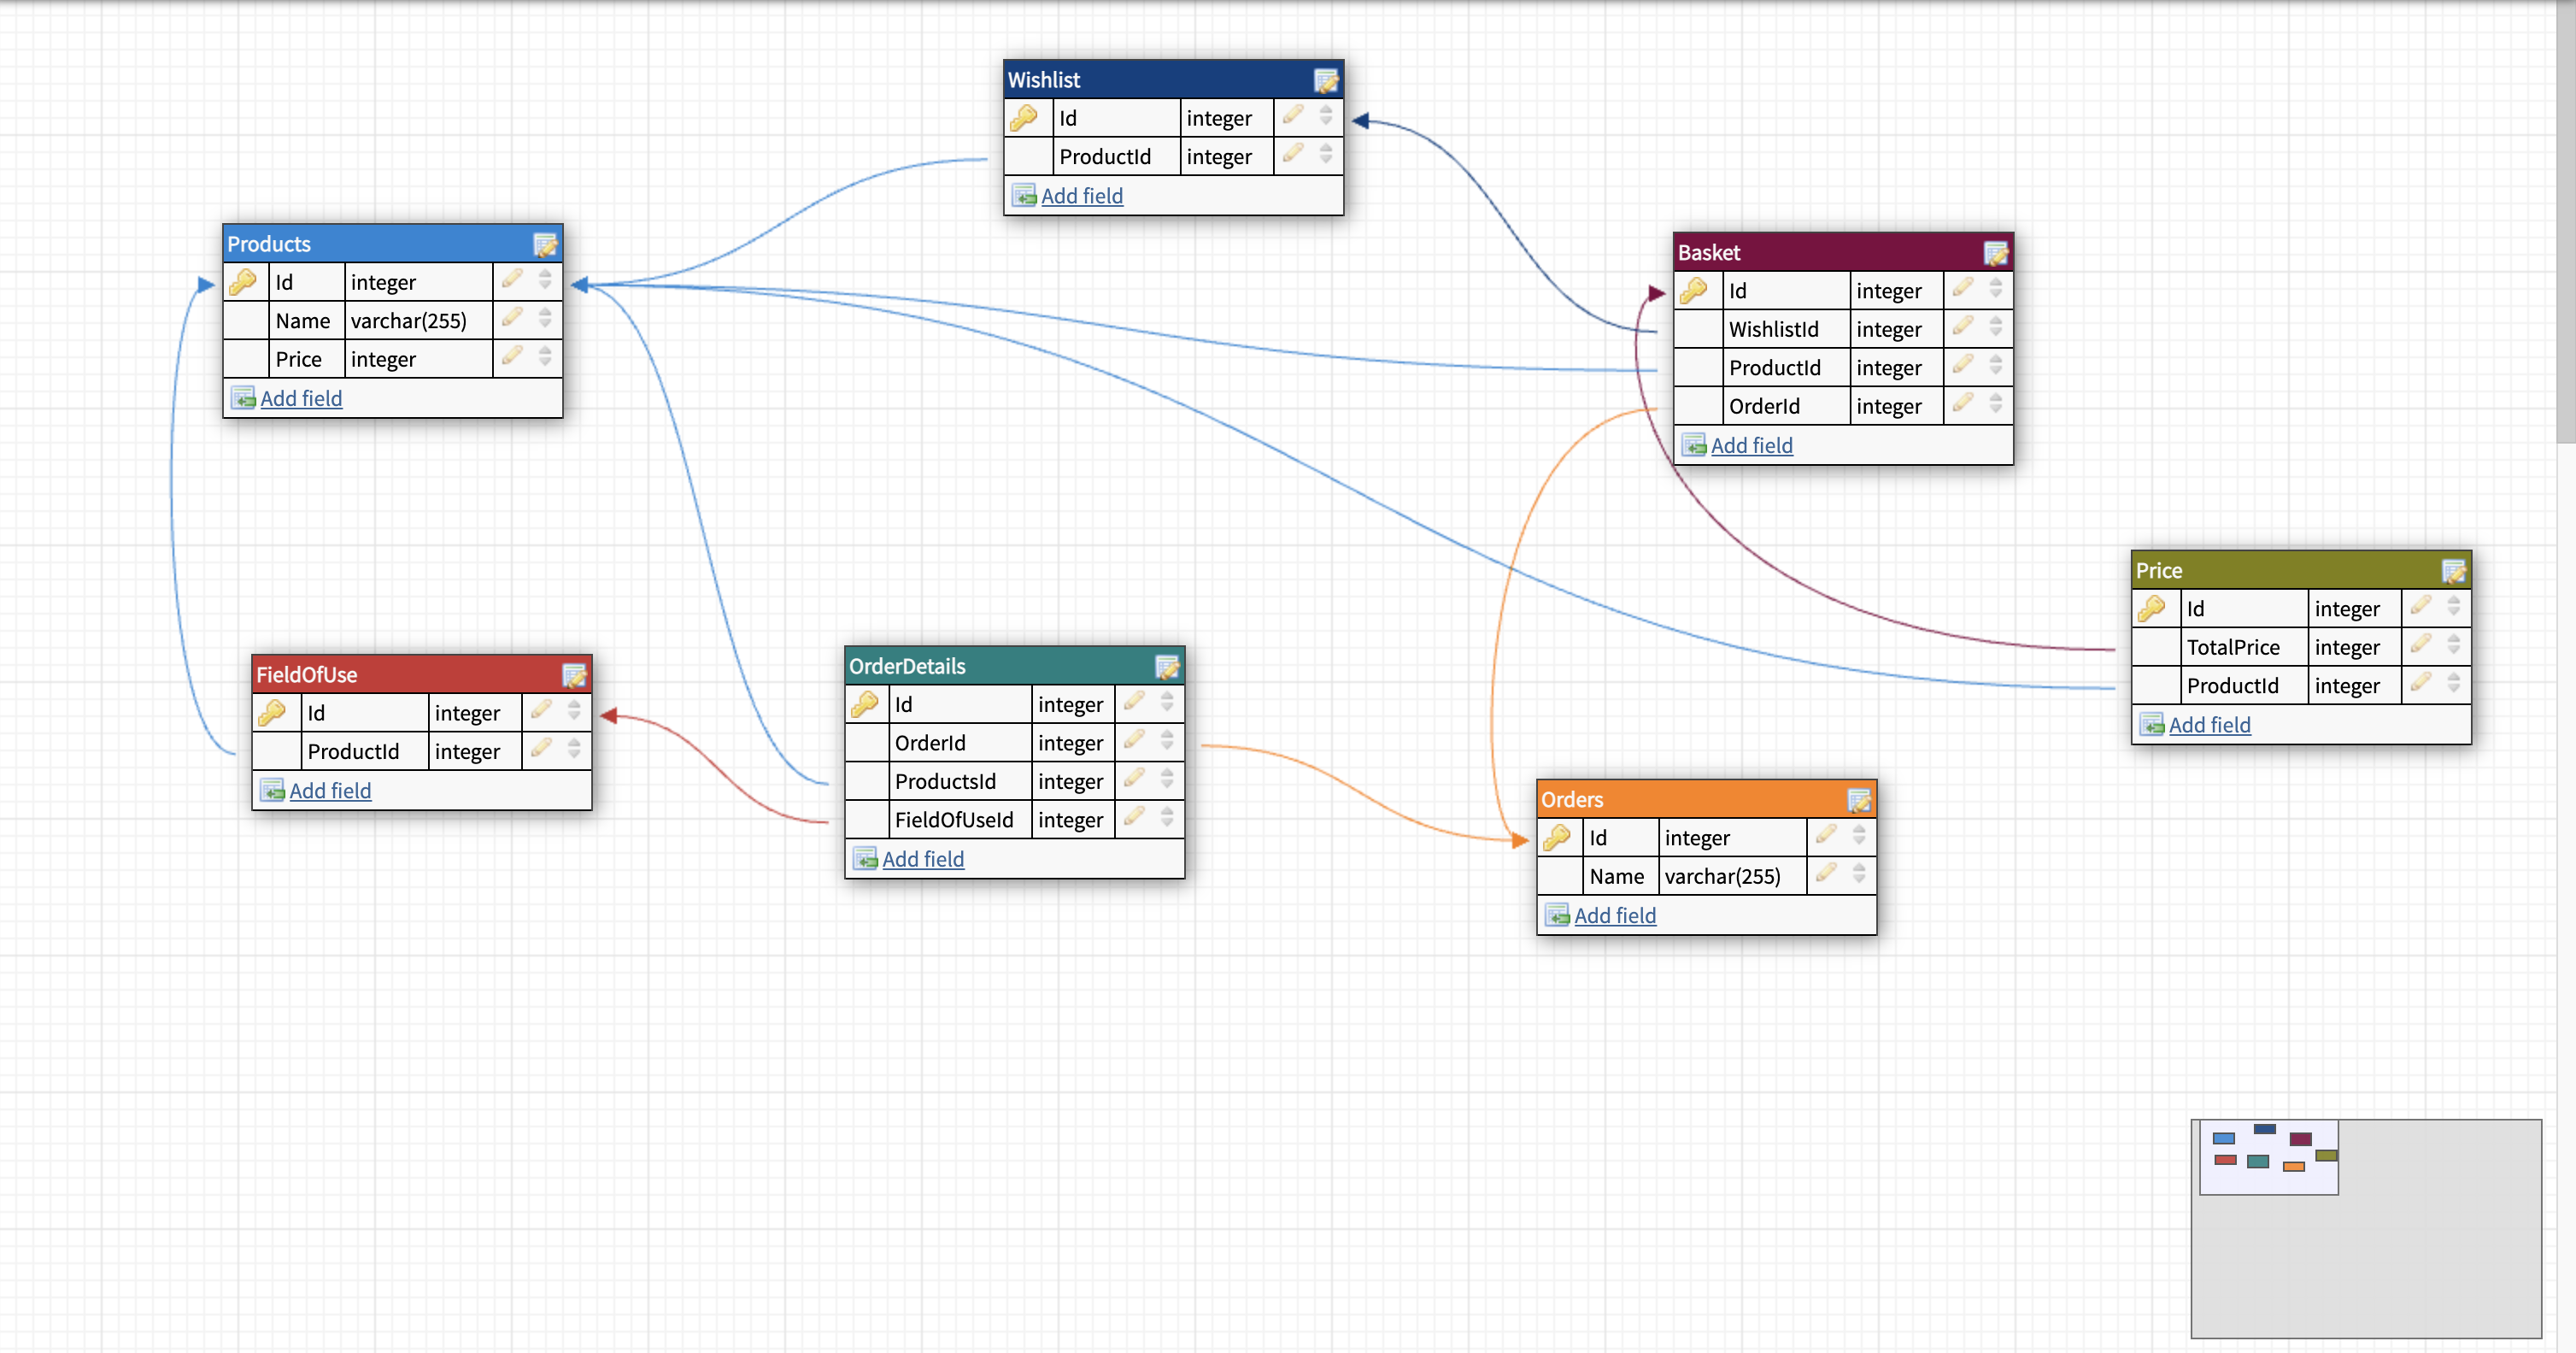 Wishlist
Id integer
ProductId integer
Add field
Products
Id integer
Name varchar(255)
Price integer
Add field
Basket
Id integer
WishlistId integer
ProductId integer
OrderId integer
Add field
Price
Id integer
TotalPrice integer
ProductId integer
Add field
FieldOfUse
Id integer
ProductId integer
Add field
OrderDetails
Id integer
OrderId integer
ProductsId integer
FieldOfUseId integer
Add field
Orders
Id integer
Name varchar(255)
Add field